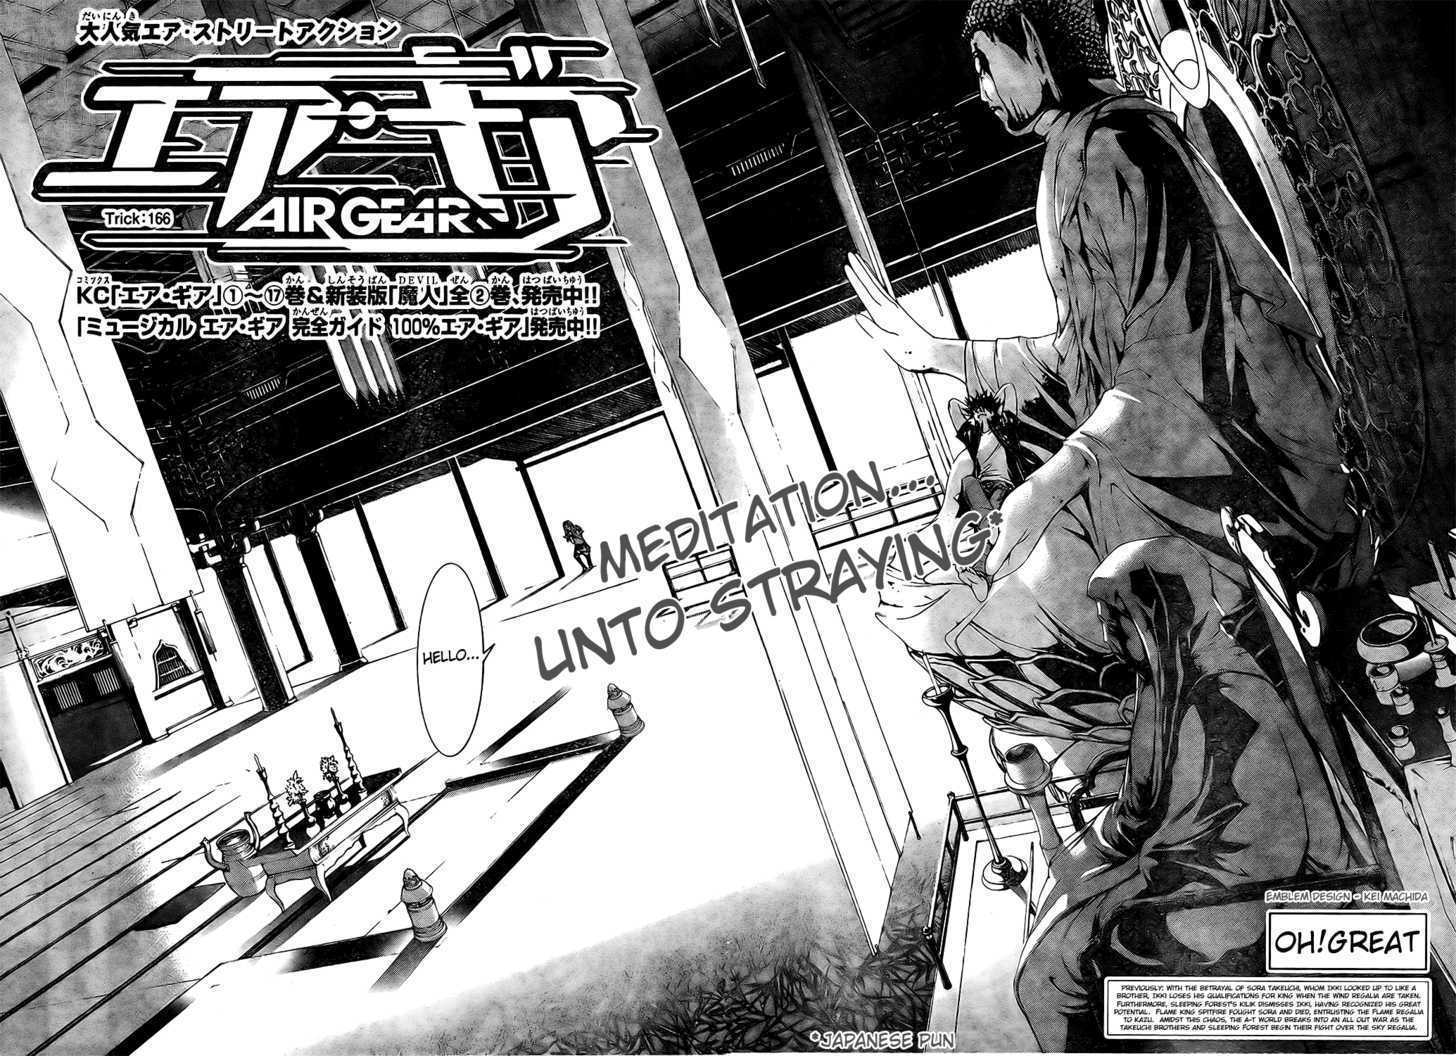 大人気エア・ストリートアクション
エア・ギア
AIR GEAR
Trick:166
KC「エア・ギア」①～⑰巻&新装版「魔人」全②巻、発売中!!
「ミュージカル エア・ギア 完全ガイド 100%エア・ギア」発売中!!
MEDITATION...
UNTO STRAYING*
HELLO...
EMBLEM DESIGN - KEI MACHIDA
OH!GREAT
PREVIOUSLY: WITH THE BETRAYAL OF SORA TAKEUCHI, WHOM IKKI LOOKED UP TO LIKE A
BROTHER, IKKI LOSES HIS QUALIFICATIONS FOR KING WHEN THE WIND REGALIA ARE TAKEN.
FURTHERMORE, SLEEPING FOREST'S KILIK DISMISSES IKKI, HAVING RECOGNIZED HIS GREAT
POTENTIAL. FLAME KING SPITFIRE FOUGHT SORA AND DIED, ENTRUSTING THE FLAME REGALIA
TO KAZU. AMIDST THIS CHAOS, THE A-T WORLD BREAKS INTO AN ALL OUT WAR AS THE
TAKEUCHI BROTHERS AND SLEEPING FOREST BEGIN THEIR FIGHT OVER THE SKY REGALIA.
*JAPANESE PUN